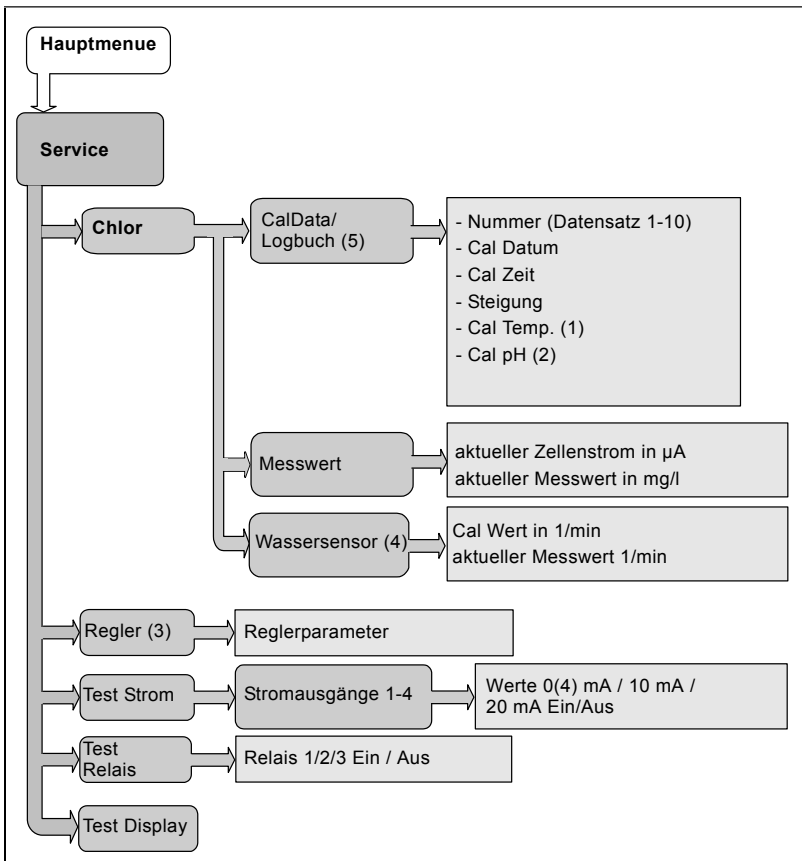 Hauptmenue
Service
Chlor
CalData/
Logbuch (5)
- Nummer (Datensatz 1-10)
- Cal Datum
- Cal Zeit
- Steigung
- Cal Temp. (1)
- Cal pH (2)
Messwert
aktueller Zellenstrom in µA
aktueller Messwert in mg/l
Wassersensor (4)
Cal Wert in 1/min
aktueller Messwert 1/min
Regler (3)
Reglerparameter
Test Strom
Stromausgänge 1-4
Werte 0(4) mA / 10 mA /
20 mA Ein/Aus
Test
Relais
Relais 1/2/3 Ein / Aus
Test Display